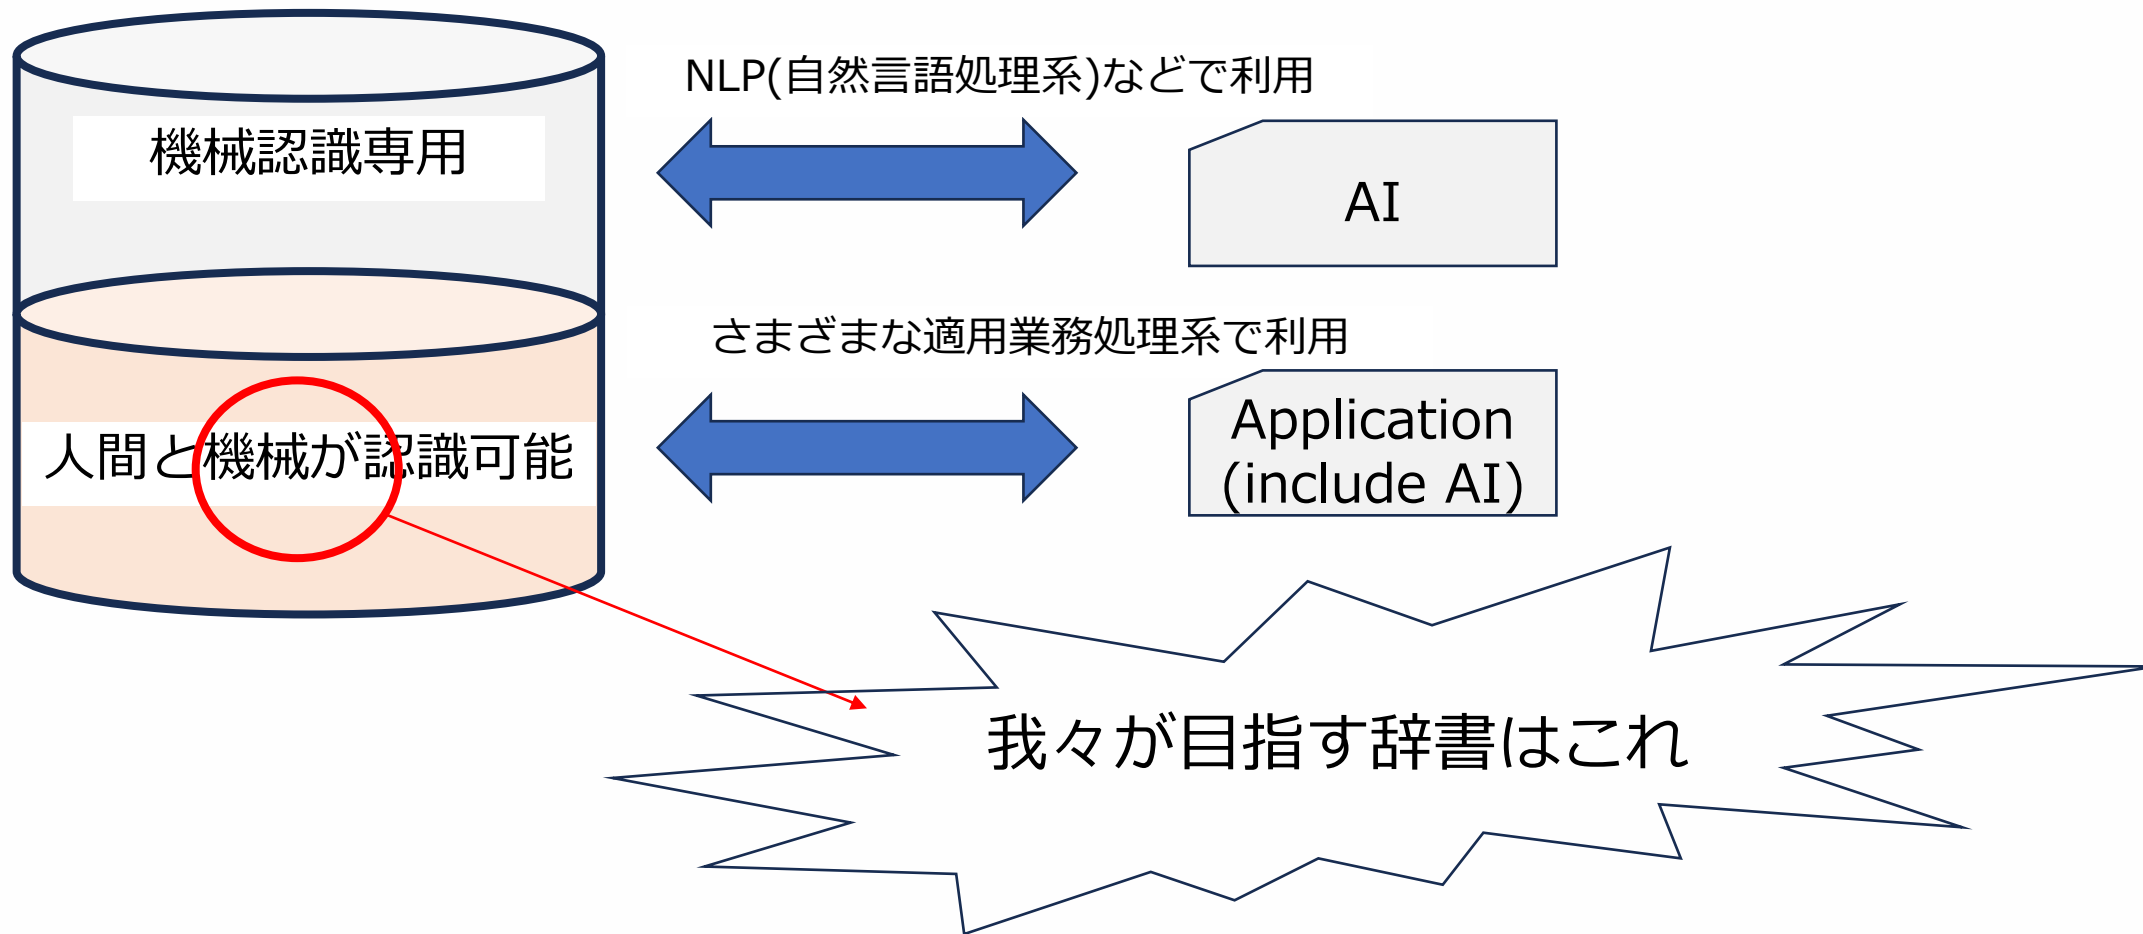 NLP(自然言語処理系)などで利用
機械認識専用
AI
さまざまな適用業務処理系で利用
人間と機械が認識可能
Application
(include AI)
我々が目指す辞書はこれ